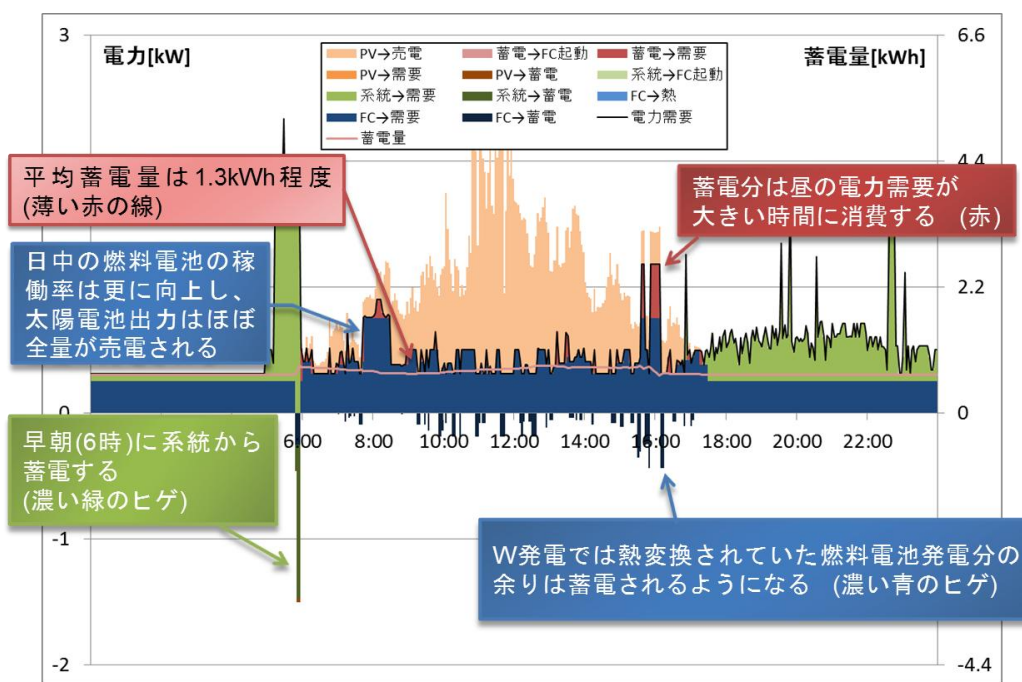 3
電力[kW]
蓄電量[kWh]
6.6
PV→売電
蓄電→FC起動
蓄電→需要
PV→需要
PV→蓄電
系統→FC起動
系統→需要
系統→蓄電
FC→熱
FC→需要
FC→蓄電
電力需要
蓄電量
平均蓄電量は1.3kWh程度
(薄い赤の線)
4.4
蓄電分は昼の電力需要が
大きい時間に消費する (赤)
日中の燃料電池の稼
働率は更に向上し、
太陽電池出力はほぼ
全量が売電される
2.2
0
6:00
8:00
10:00
12:00
14:00
16:00
18:00
20:00
22:00
0
早朝(6時)に系統から
蓄電する
(濃い緑のヒゲ)
-1
W発電では熱変換されていた燃料電池発電分の
余りは蓄電されるようになる (濃い青のヒゲ)
-2
-4.4